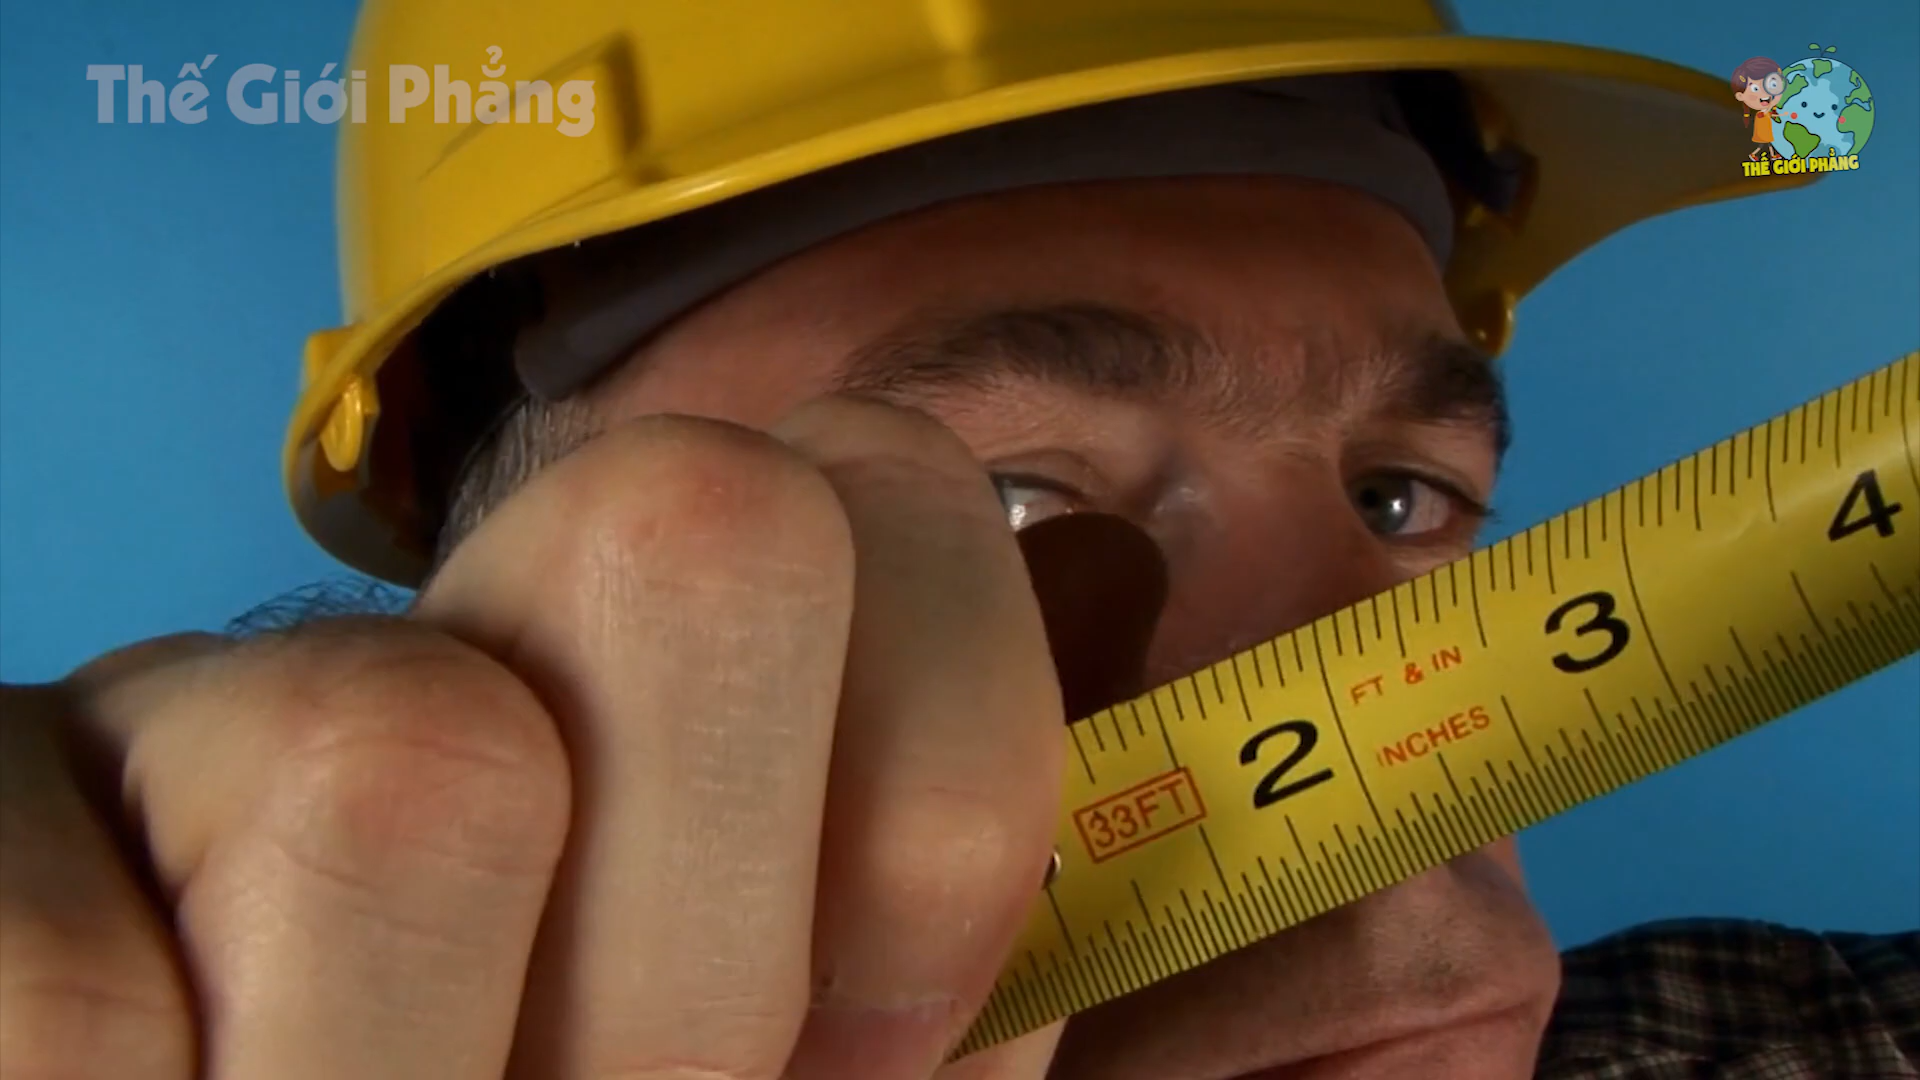 Thế Giới Phẳng
THẾ GIỚI PHẲNG
4
3
FT & IN
2
INCHES
33FT